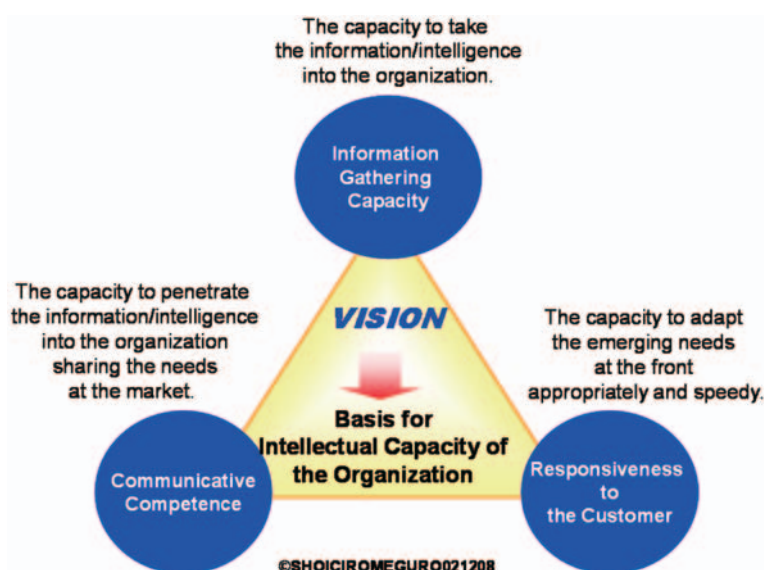 The capacity to take
the information/intelligence
into the organization.
Information
Gathering
Capacity
The capacity to penetrate
the information/intelligence
into the organization
sharing the needs
at the market.
VISION
The capacity to adapt
the emerging needs
at the front
appropriately and speedy.
Basis for
Intellectual Capacity of
the Organization
Communicative
Competence
Responsiveness
to
the Customer
©SHOICIROMEGURO021208